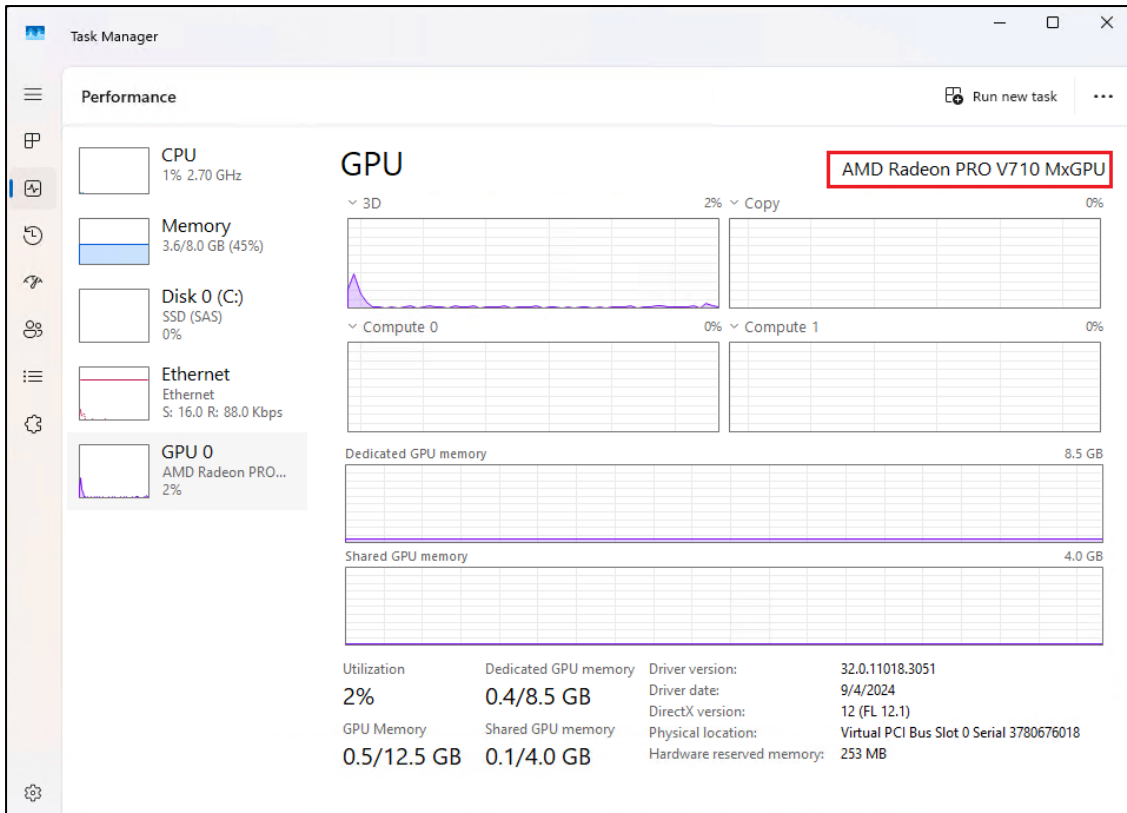 Task Manager
Performance
Run new task
CPU
1% 2.70 GHz
Memory
3.6/8.0 GB (45%)
Disk 0 (C:)
SSD (SAS)
0%
Ethernet
Ethernet
S: 16.0 R: 88.0 Kbps
GPU 0
AMD Radeon PRO...
2%
GPU
AMD Radeon PRO V710 MxGPU
3D 2%
Copy 0%
Compute 0 0%
Compute 1 0%
Dedicated GPU memory 8.5 GB
Shared GPU memory 4.0 GB
Utilization
2%
Dedicated GPU memory
0.4/8.5 GB
GPU Memory
0.5/12.5 GB
Shared GPU memory
0.1/4.0 GB
Driver version: 32.0.11018.3051
Driver date: 9/4/2024
DirectX version: 12 (FL 12.1)
Physical location: Virtual PCI Bus Slot 0 Serial 3780676018
Hardware reserved memory: 253 MB